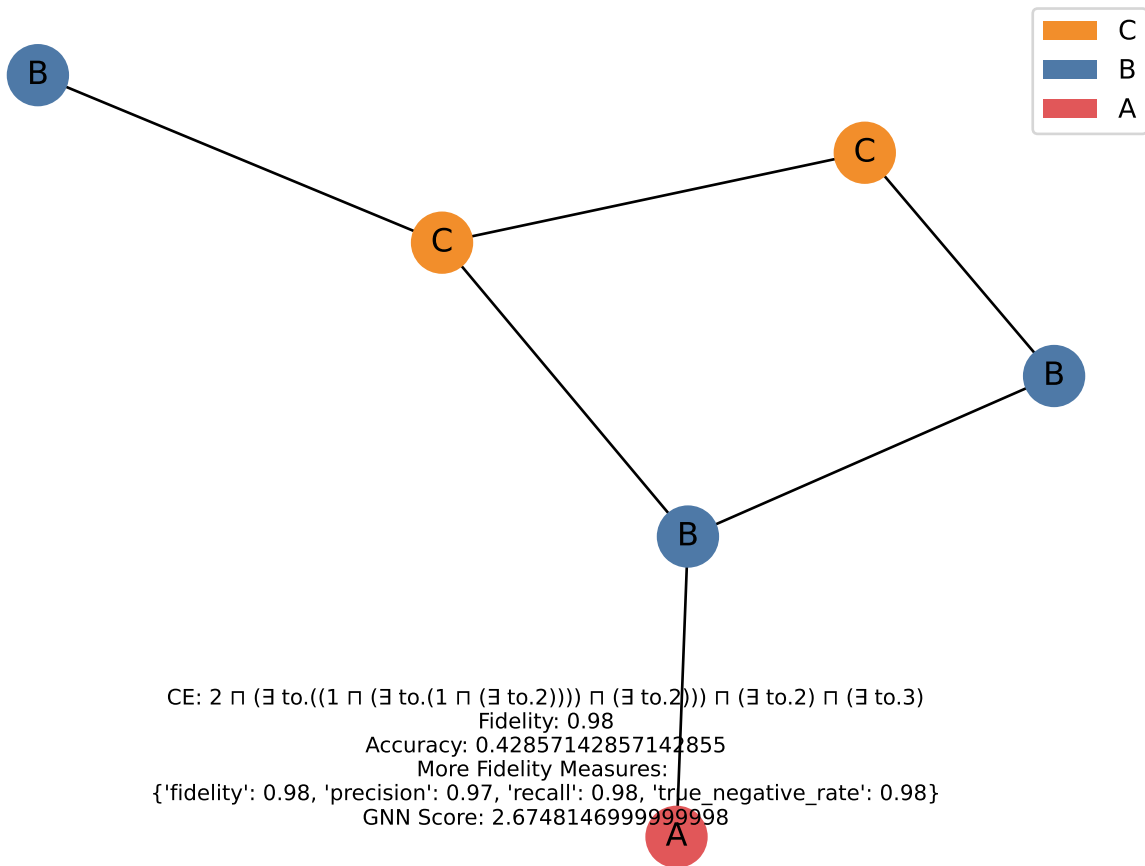 C
B
A
B
C
C
B
B
CE: 2 ⊓ (∃ to.((1 ⊓ (∃ to.(1 ⊓ (∃ to.2)))) ⊓ (∃ to.2))) ⊓ (∃ to.2) ⊓ (∃ to.3)
Fidelity: 0.98
Accuracy: 0.42857142857142855
More Fidelity Measures:
{'fidelity': 0.98, 'precision': 0.97, 'recall': 0.98, 'true_negative_rate': 0.98}
GNN Score: 2.6748146999999998
A